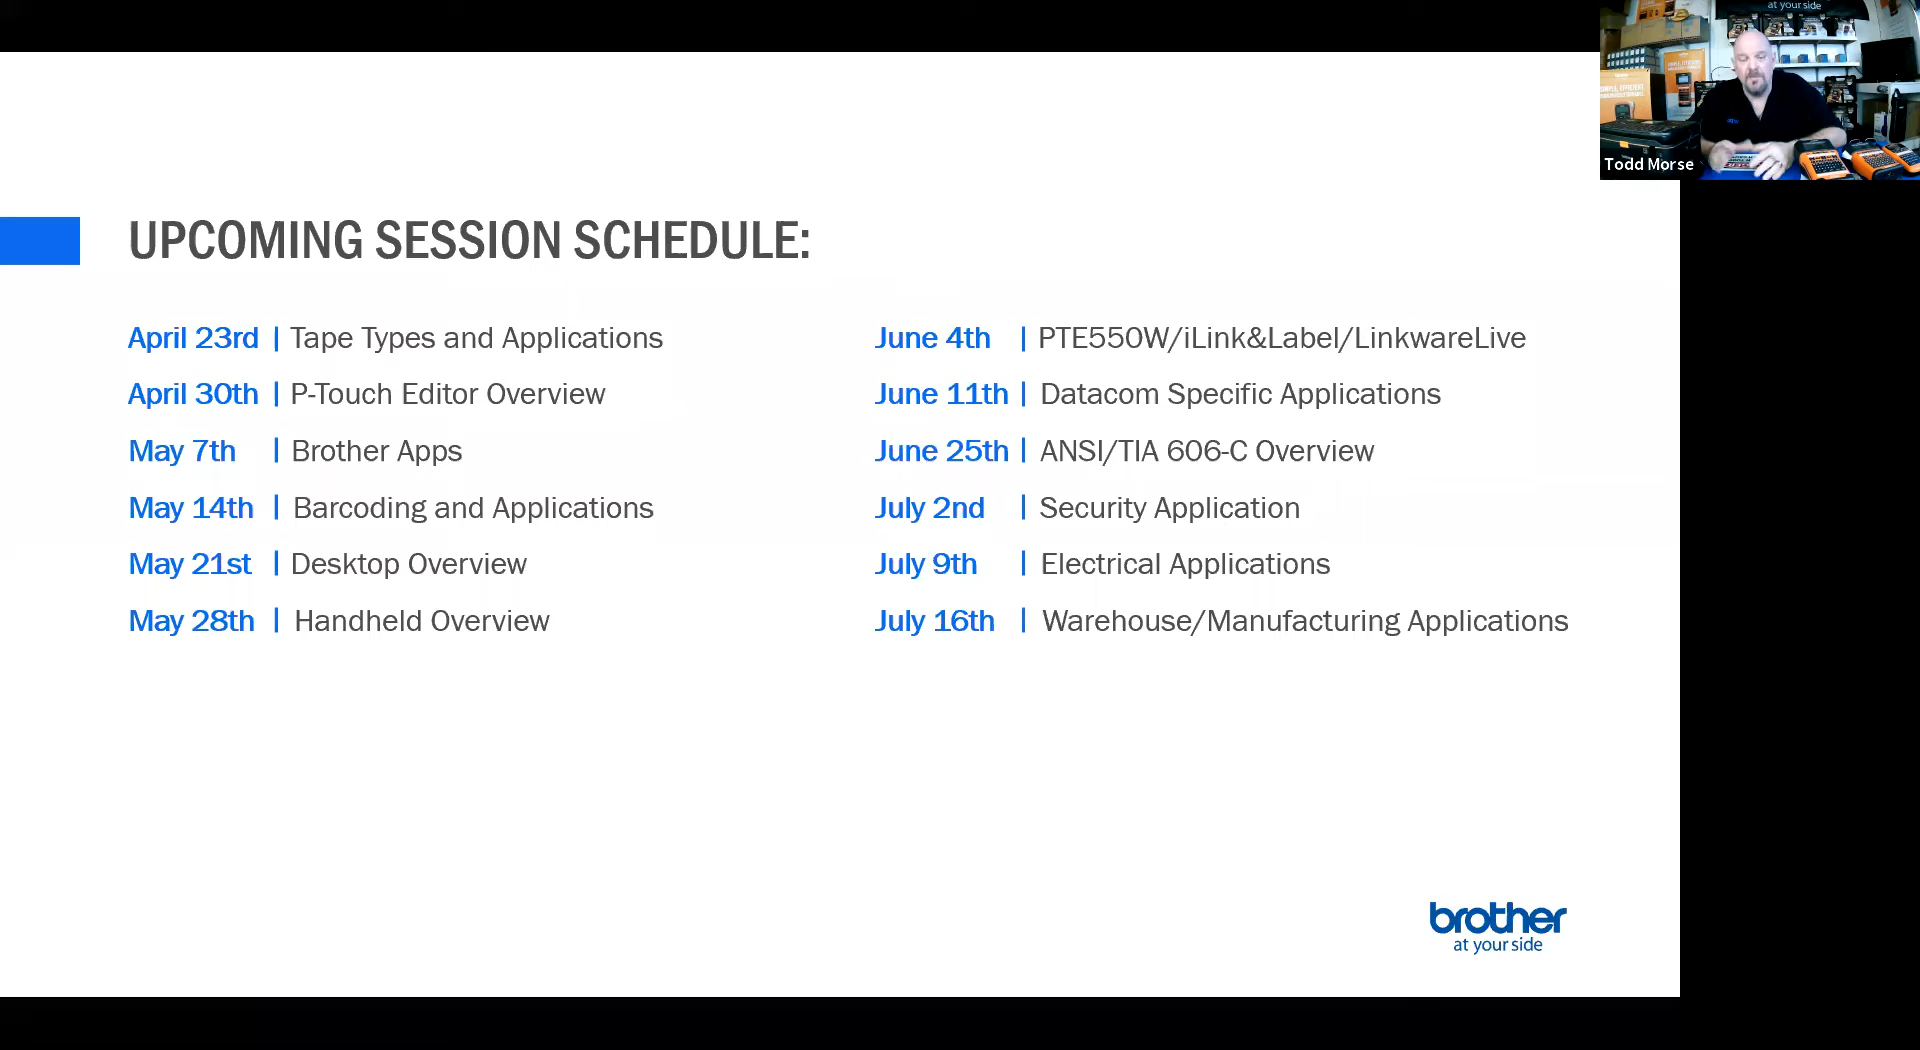 at your side
SIMPLE, EFFICIENT
Todd Morse
UPCOMING SESSION SCHEDULE:
April 23rd | Tape Types and Applications
April 30th | P-Touch Editor Overview
May 7th | Brother Apps
May 14th | Barcoding and Applications
May 21st | Desktop Overview
May 28th | Handheld Overview
June 4th | PTE550W/iLink&Label/LinkwareLive
June 11th | Datacom Specific Applications
June 25th | ANSI/TIA 606-C Overview
July 2nd | Security Application
July 9th | Electrical Applications
July 16th | Warehouse/Manufacturing Applications
brother
at your side